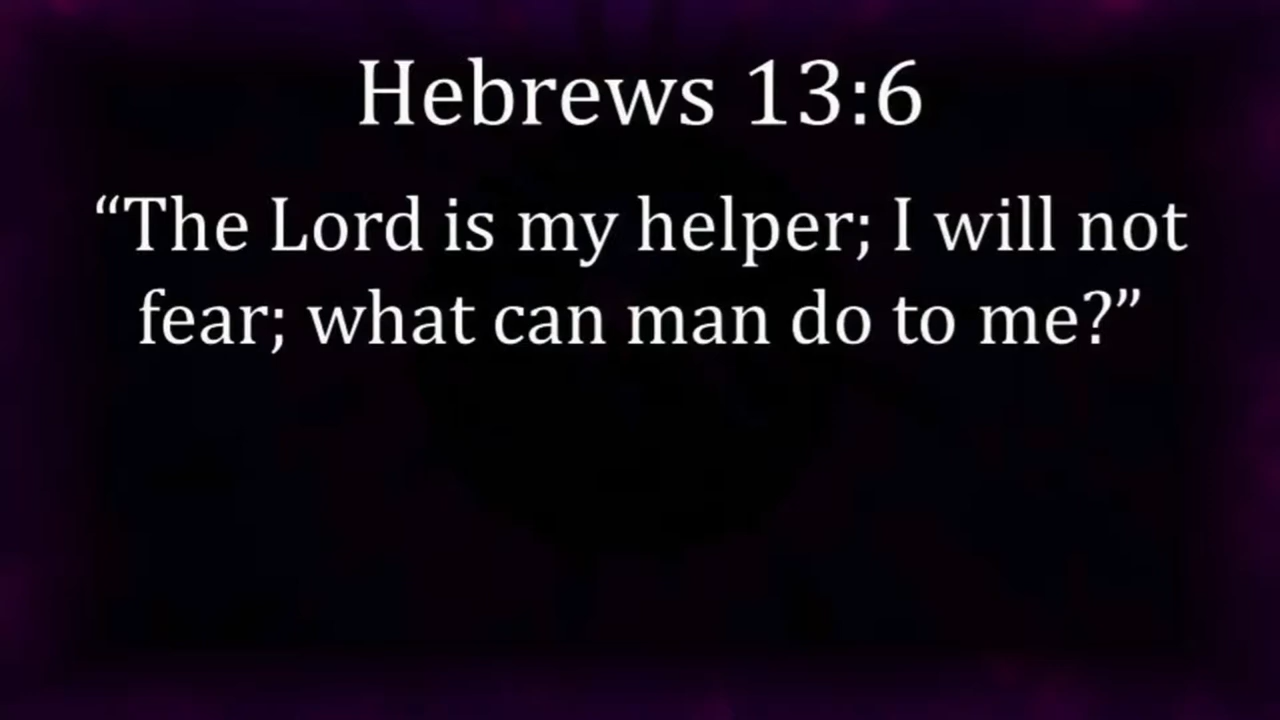 Hebrews 13:6
“The Lord is my helper; I will not
fear; what can man do to me?”